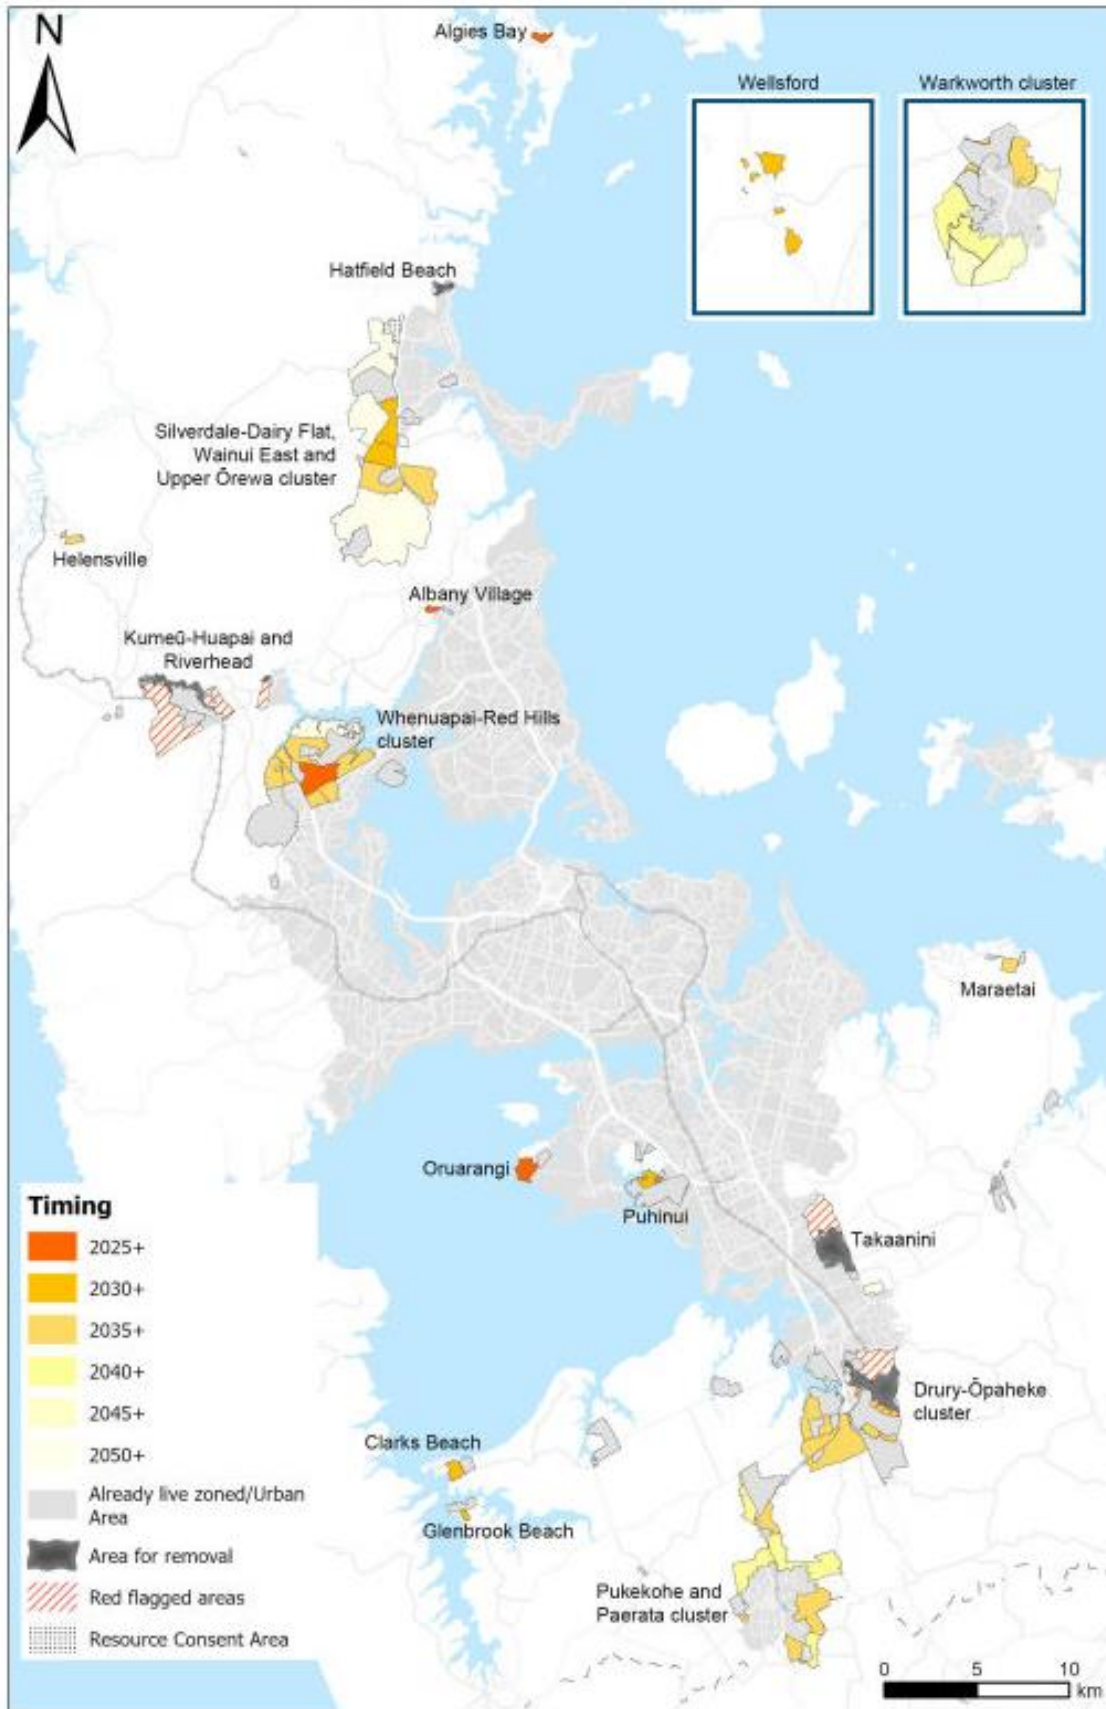 N
Algies Bay
Wellsford
Warkworth cluster
Hatfield Beach
Silverdale-Dairy Flat,
Wainui East and
Upper Ōrewa cluster
Helensville
Albany Village
Kumeū-Huapai and
Riverhead
Whenuapai-Red Hills
cluster
Maraetai
Oruarangi
Puhinui
Takaanini
Drury-Ōpaheke
cluster
Clarks Beach
Glenbrook Beach
Pukekohe and
Paerata cluster
Timing
2025+
2030+
2035+
2040+
2045+
2050+
Already live zoned/Urban
Area
Area for removal
Red flagged areas
Resource Consent Area
0 5 10
km